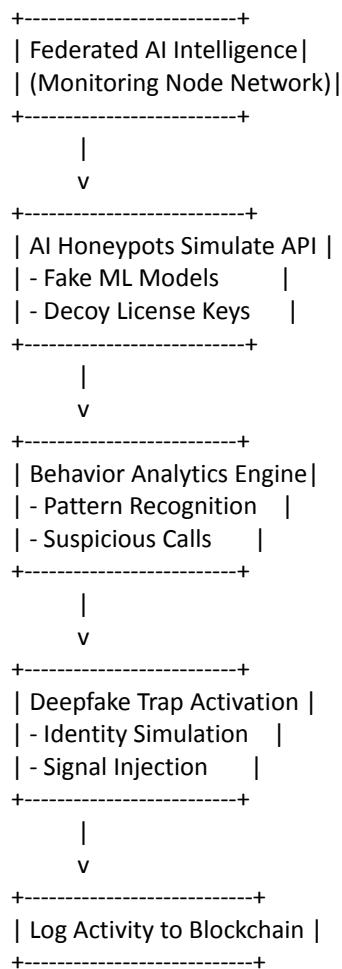 +--------------------------+
| Federated AI Intelligence|
| (Monitoring Node Network)|
+--------------------------+
|
v
+---------------------------+
| AI Honeypots Simulate API |
| - Fake ML Models |
| - Decoy License Keys |
+---------------------------+
|
v
+--------------------------+
| Behavior Analytics Engine|
| - Pattern Recognition |
| - Suspicious Calls |
+--------------------------+
|
v
+--------------------------+
| Deepfake Trap Activation |
| - Identity Simulation |
| - Signal Injection |
+--------------------------+
|
v
+----------------------------+
| Log Activity to Blockchain |
+----------------------------+